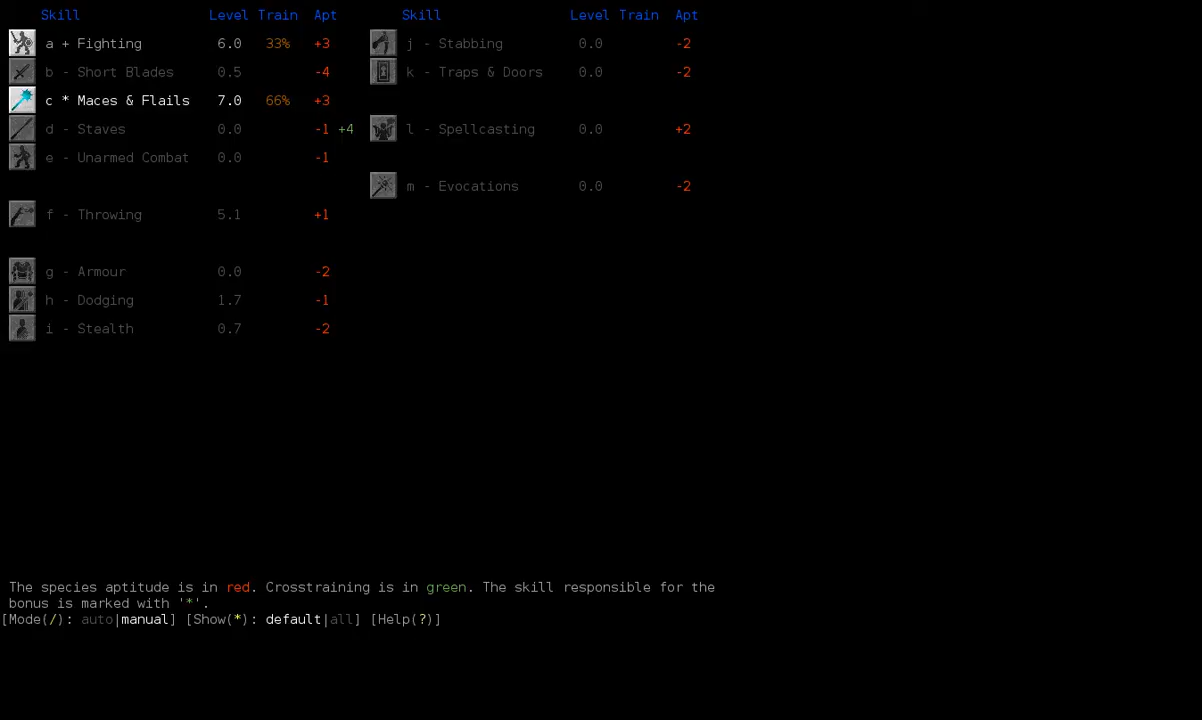 Skill Level Train Apt Skill Level Train Apt
a + Fighting 6.0 33% +3 j - Stabbing 0.0 -2
b - Short Blades 0.5 -4 k - Traps & Doors 0.0 -2
c * Maces & Flails 7.0 66% +3
d - Staves 0.0 -1 +4 l - Spellcasting 0.0 +2
e - Unarmed Combat 0.0 -1
m - Evocations 0.0 -2
f - Throwing 5.1 +1
g - Armour 0.0 -2
h - Dodging 1.7 -1
i - Stealth 0.7 -2
The species aptitude is in red. Crosstraining is in green. The skill responsible for the
bonus is marked with '*'.
[Mode(/): auto|manual] [Show(*): default|all] [Help(?)]